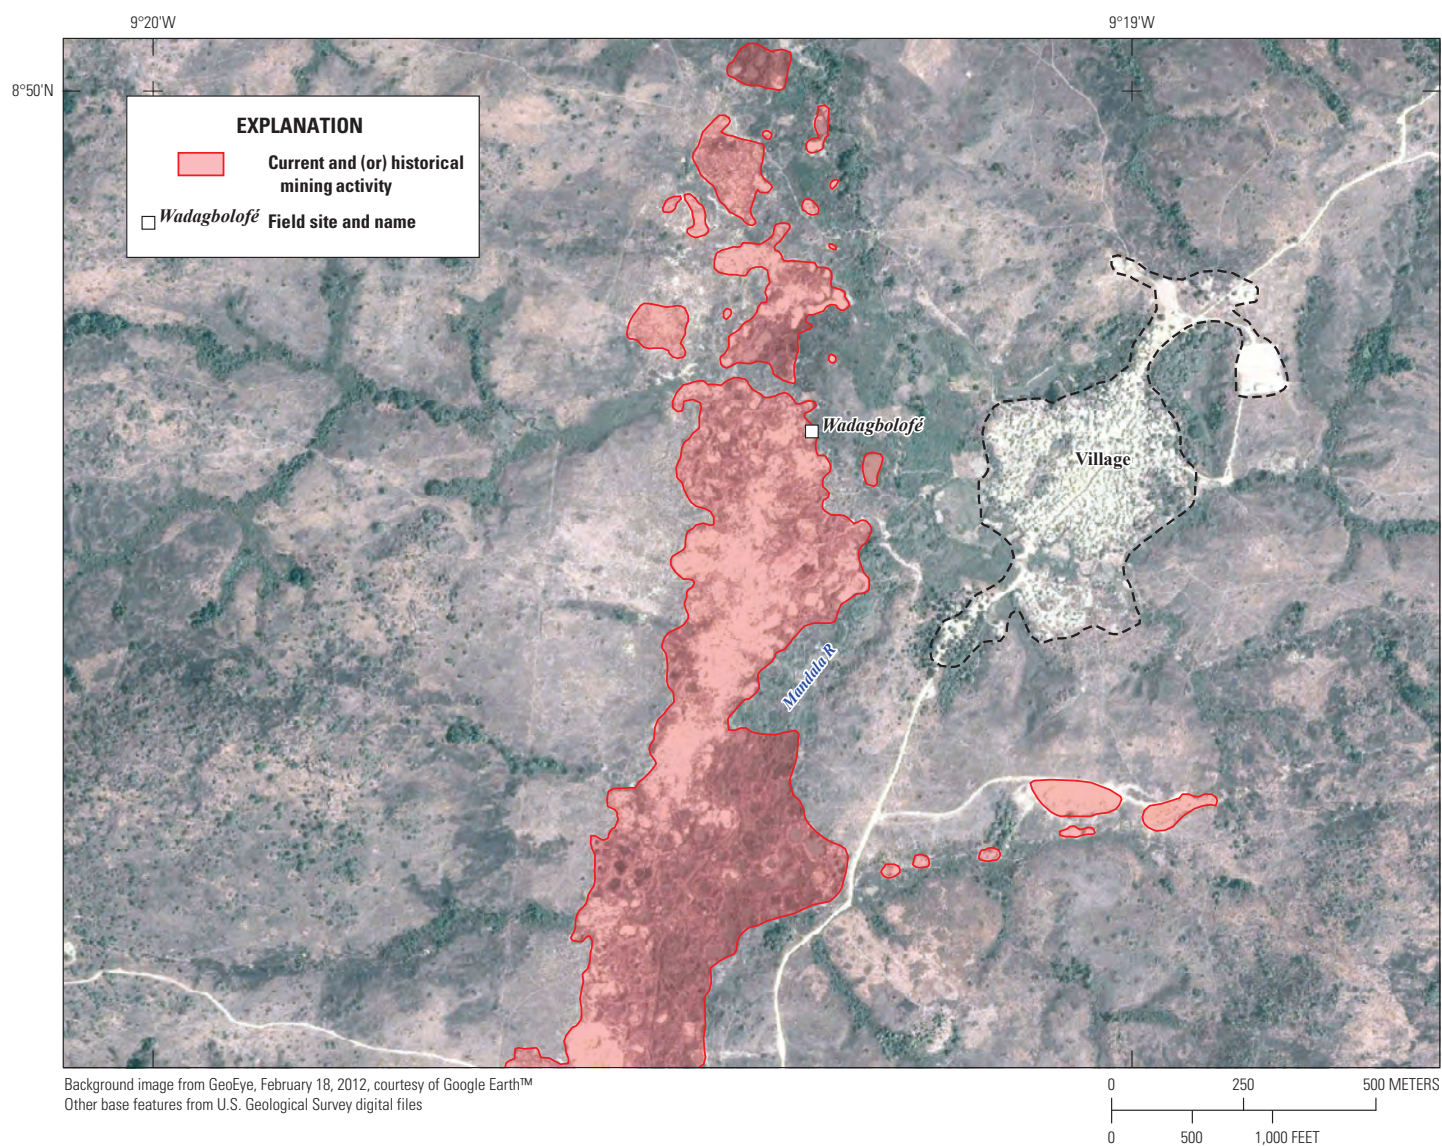 9°20'W
9°19'W
8°50'N
EXPLANATION
Current and (or) historical
mining activity
Wadagbolofé
Field site and name
Wadagbolofé
Village
Mandala R
Background image from GeoEye, February 18, 2012, courtesy of Google Earth™
Other base features from U.S. Geological Survey digital files
0 250 500 METERS
0 500 1,000 FEET